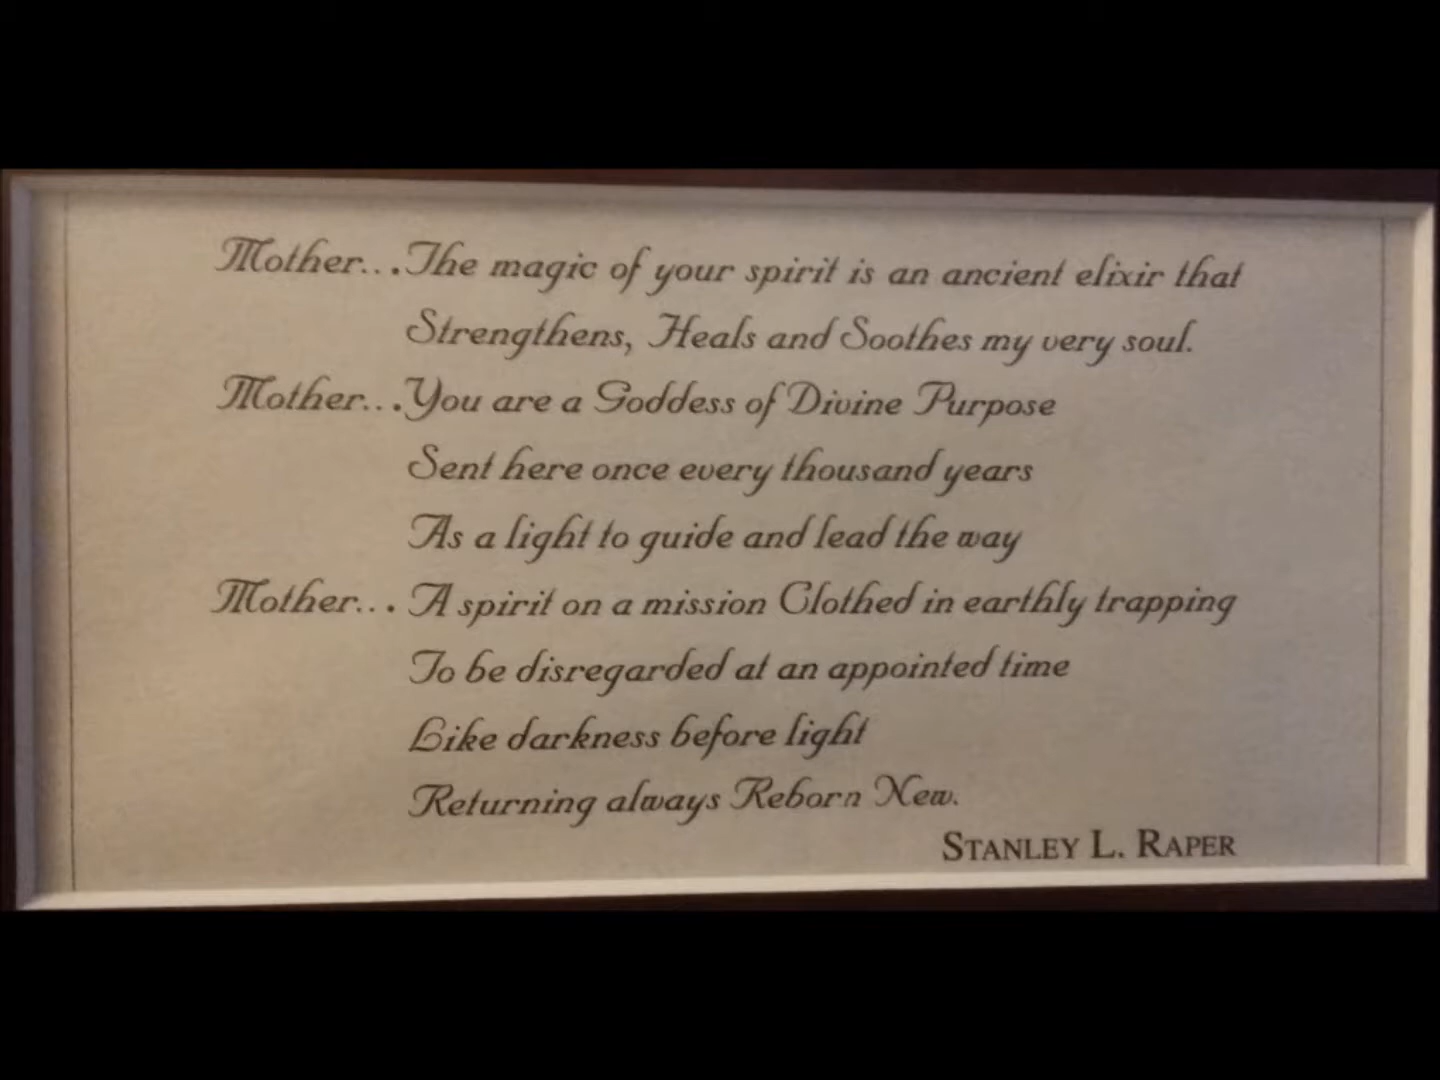 Mother...The magic of your spirit is an ancient elixir that
Strengthens, Heals and Soothes my very soul.
Mother...You are a Goddess of Divine Purpose
Sent here once every thousand years
As a light to guide and lead the way
Mother... A spirit on a mission Clothed in earthly trapping
To be disregarded at an appointed time
Like darkness before light
Returning always Reborn New.
STANLEY L. RAPER